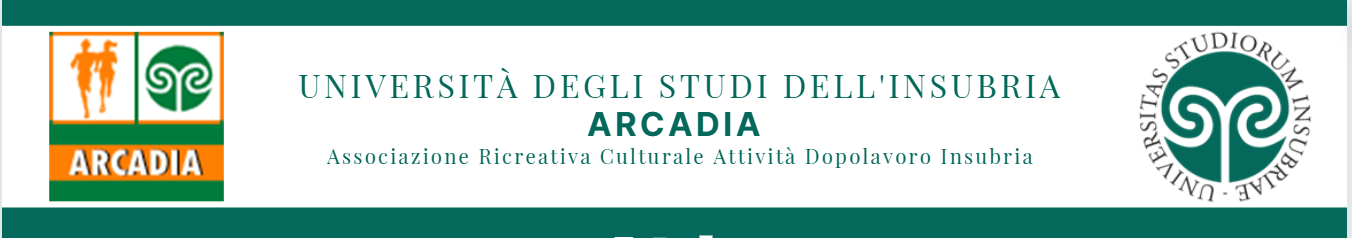 UNIVERSITÀ DEGLI STUDI DELL'INSUBRIA
ARCADIA
Associazione Ricreativa Culturale Attività Dopolavoro Insubria
ARCADIA
UNIVERSITAS STUDIORUM INSUBRIAE -